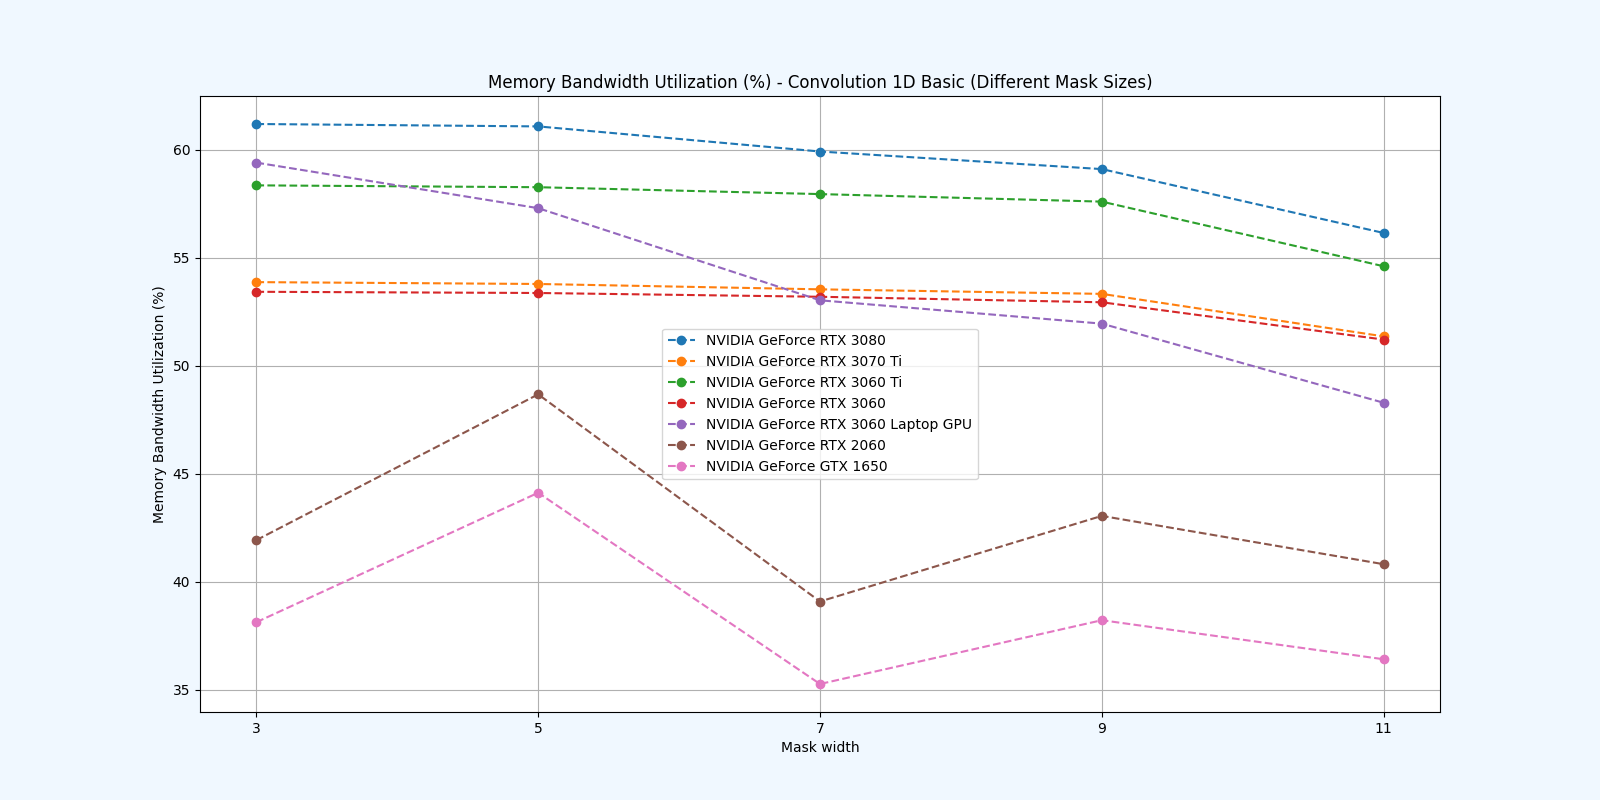 Memory Bandwidth Utilization (%) - Convolution 1D Basic (Different Mask Sizes)
Memory Bandwidth Utilization (%)
60
55
50
45
40
35
NVIDIA GeForce RTX 3080
NVIDIA GeForce RTX 3070 Ti
NVIDIA GeForce RTX 3060 Ti
NVIDIA GeForce RTX 3060
NVIDIA GeForce RTX 3060 Laptop GPU
NVIDIA GeForce RTX 2060
NVIDIA GeForce GTX 1650
3 5 7 9 11
Mask width